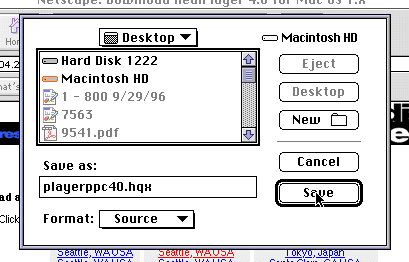 Netscape: Download RealPlayer 4.0 for Mac OS 1.x
Desktop
Macintosh HD
Hard Disk 1222
Macintosh HD
1 - 800 9/29/96
7563
9541.pdf
Eject
Desktop
New
Save as:
playerppc40.hqx
Cancel
Save
Format: Source
Click
Seattle, WA USA
Seattle, WA USA
Tokyo, Japan